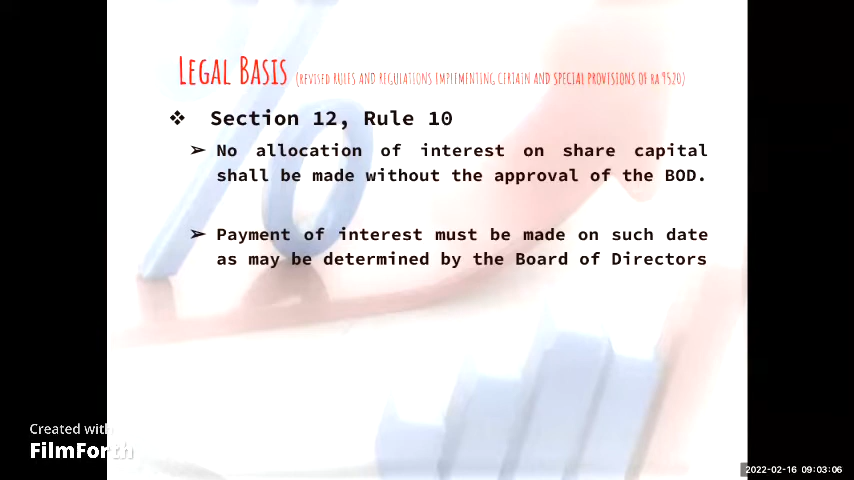 LEGAL BASIS (REVISED RULES AND REGULATIONS IMPLEMENTING CERTAIN AND SPECIAL PROVISIONS OF RA 9520)
❖ Section 12, Rule 10
➢ No allocation of interest on share capital
shall be made without the approval of the BOD.
➢ Payment of interest must be made on such date
as may be determined by the Board of Directors
Created with
FilmForth
2022-02-16 09:03:06